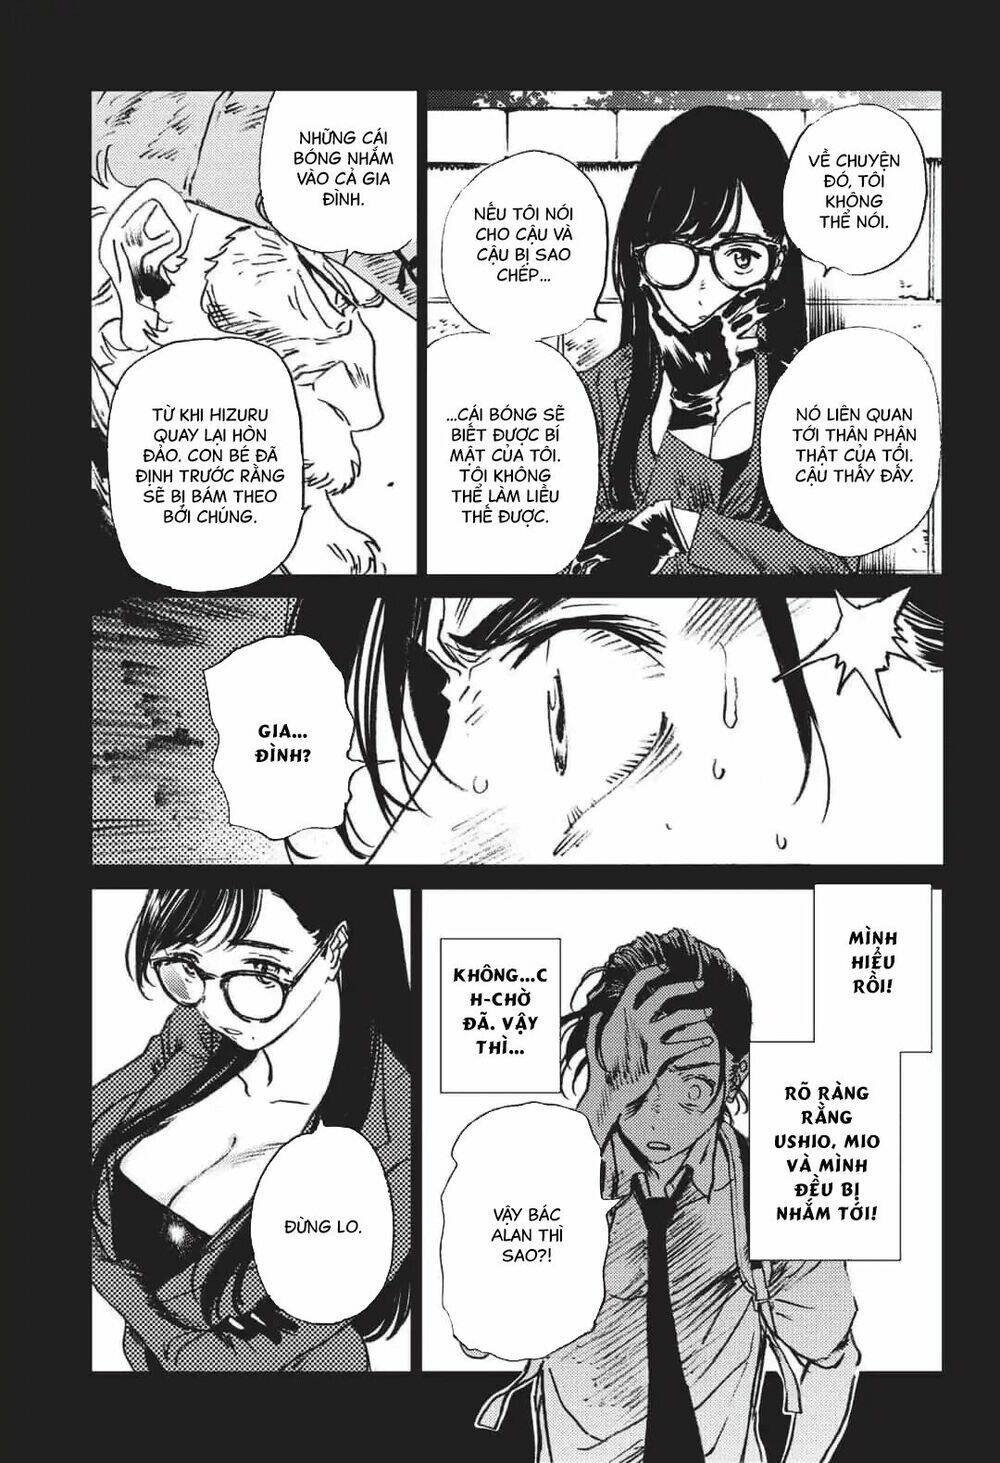 VỀ CHUYỆN
ĐÓ, TÔI
KHÔNG
THỂ NÓI.
NÓ LIÊN QUAN
TỚI THÂN PHẬN
THẬT CỦA TÔI.
CẬU THẤY ĐẤY.
NẾU TÔI NÓI
CHO CẬU VÀ
CẬU BỊ SAO
CHÉP...
...CÁI BÓNG SẼ
BIẾT ĐƯỢC BÍ
MẬT CỦA TÔI.
TÔI KHÔNG
THỂ LÀM LIỀU
THẾ ĐƯỢC.
NHỮNG CÁI
BÓNG NHẮM
VÀO CẢ GIA
ĐÌNH.
TỪ KHI HIZURU
QUAY LẠI HÒN
ĐẢO. CON BÉ ĐÃ
ĐỊNH TRƯỚC RẰNG
SẼ BỊ BÁM THEO
BỞI CHÚNG.
GIA...
ĐÌNH?
MÌNH
HIỂU
RỒI!
RÕ RÀNG
RẰNG
USHIO, MIO
VÀ MÌNH
ĐỀU BỊ
NHẮM TỚI!
KHÔNG...C
H-CHỜ
ĐÃ. VẬY
THÌ...
VẬY BÁC
ALAN THÌ
SAO?!
ĐỪNG LO.